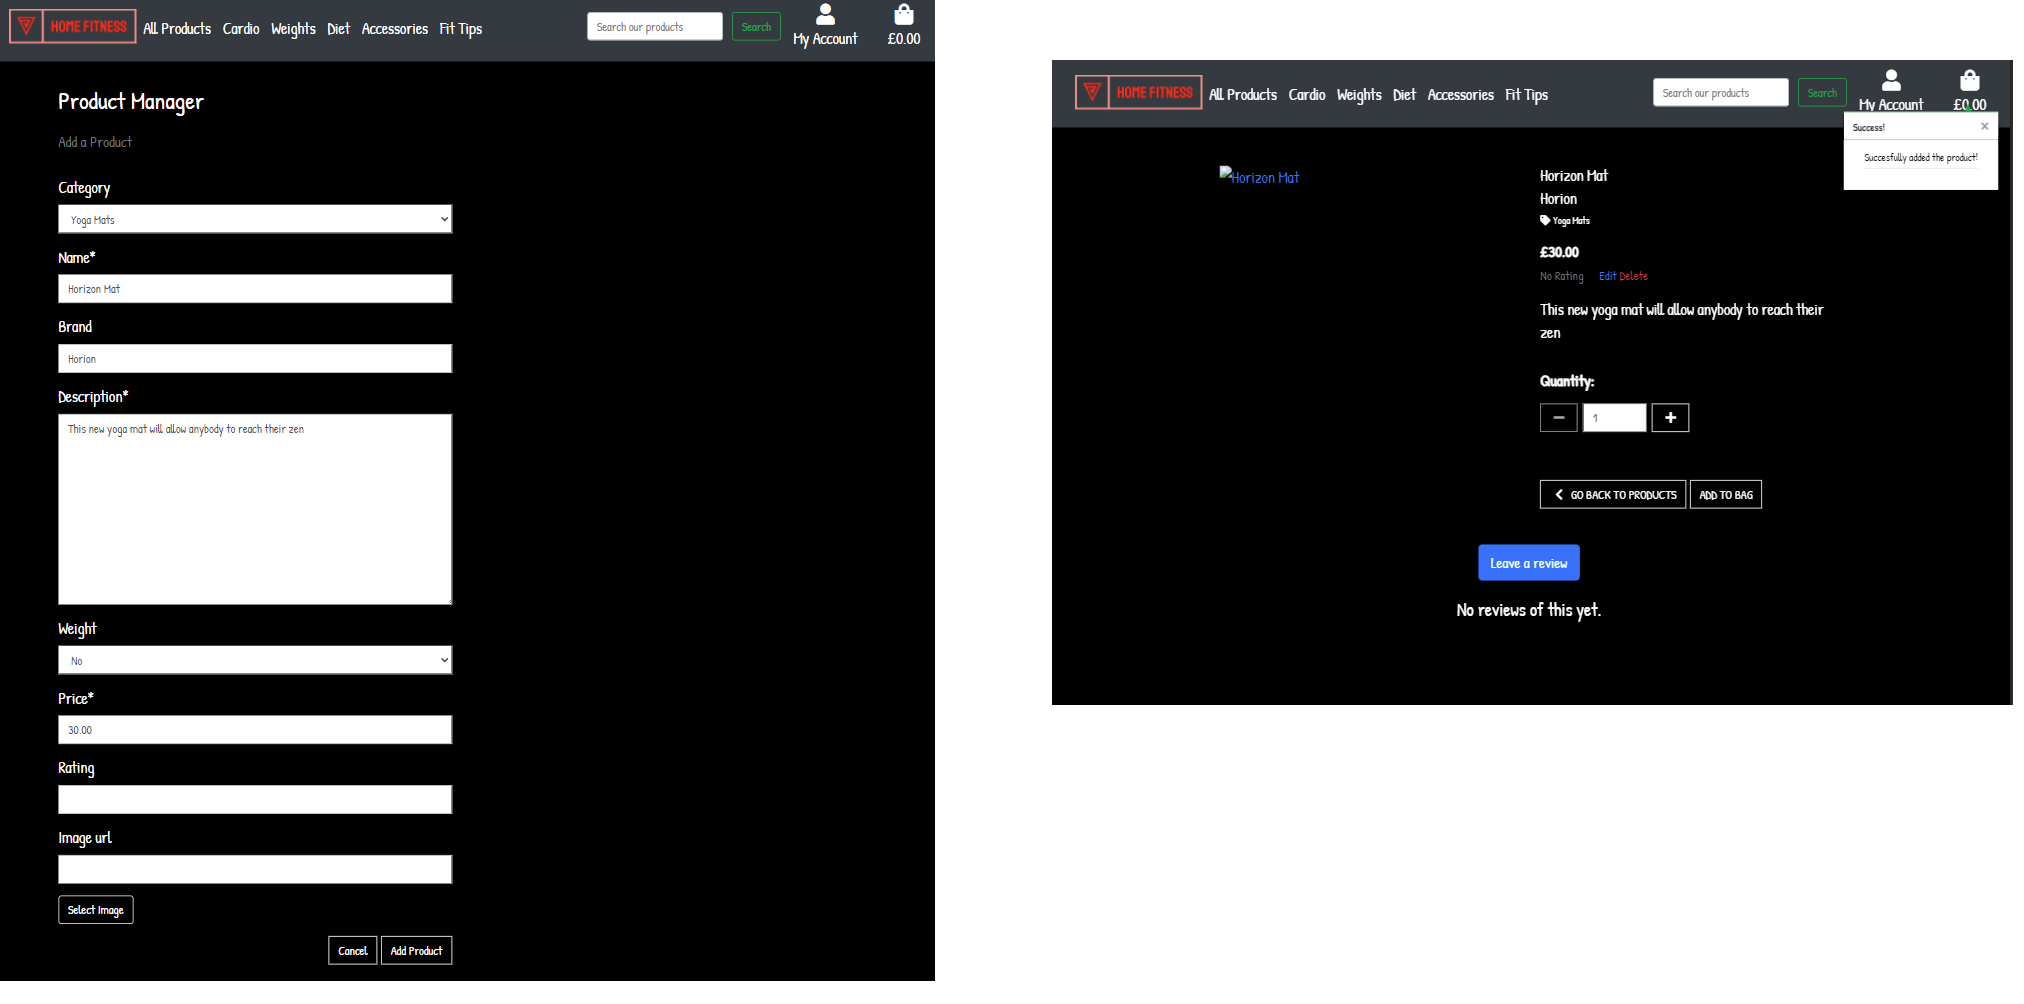 HOME FITNESS All Products Cardio Weights Diet Accessories Fit Tips Search our products Search My Account £0.00
Product Manager
Add a Product
Category
Yoga Mats
Name*
Horizon Mat
Brand
Horion
Description*
This new yoga mat will allow anybody to reach their zen
Weight
No
Price*
30.00
Rating
Image url
Select Image
Cancel Add Product
HOME FITNESS All Products Cardio Weights Diet Accessories Fit Tips Search our products Search My Account £0.00
Success! ×
Succesfully added the product!
Horizon Mat
Horizon Mat
Horion
Yoga Mats
£30.00
No Rating Edit Delete
This new yoga mat will allow anybody to reach their
zen
Quantity:
1
GO BACK TO PRODUCTS ADD TO BAG
Leave a review
No reviews of this yet.